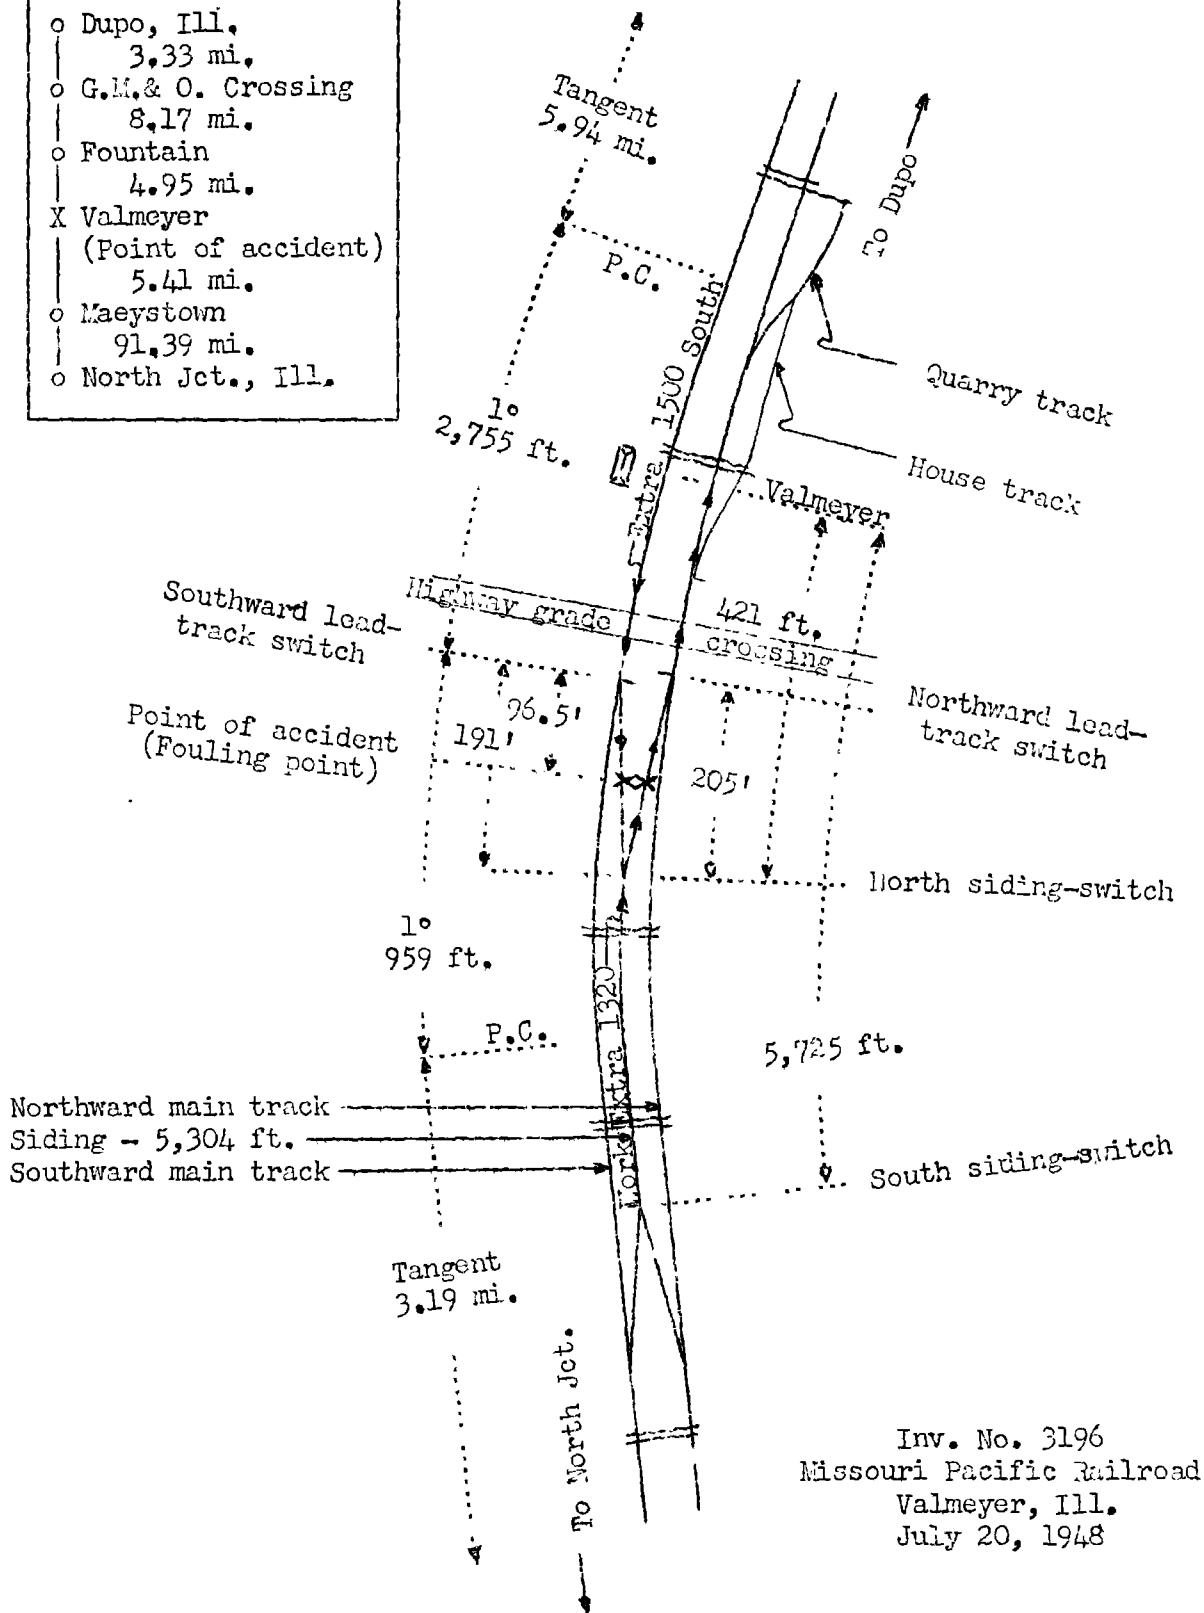 Dupo, Ill.
3.33 mi.
G.M.& O. Crossing
8.17 mi.
Fountain
4.95 mi.
X Valmeyer
(Point of accident)
5.41 mi.
Maeystown
91.39 mi.
North Jct., Ill.
Tangent
5.94 mi.
To Dupo
P.C.
Extra 1500 South
Quarry track
1°
2,755 ft.
House track
Valmeyer
Southward lead-
track switch
Highway grade
crossing
421 ft.
Northward lead-
track switch
96.5'
Point of accident
(Fouling point)
191'
205'
North siding-switch
1°
959 ft.
Work Extra 1320
P.C.
5,725 ft.
Northward main track
Siding - 5,304 ft.
Southward main track
South siding-switch
Tangent
3.19 mi.
To North Jct.
Inv. No. 3196
Missouri Pacific Railroad
Valmeyer, Ill.
July 20, 1948